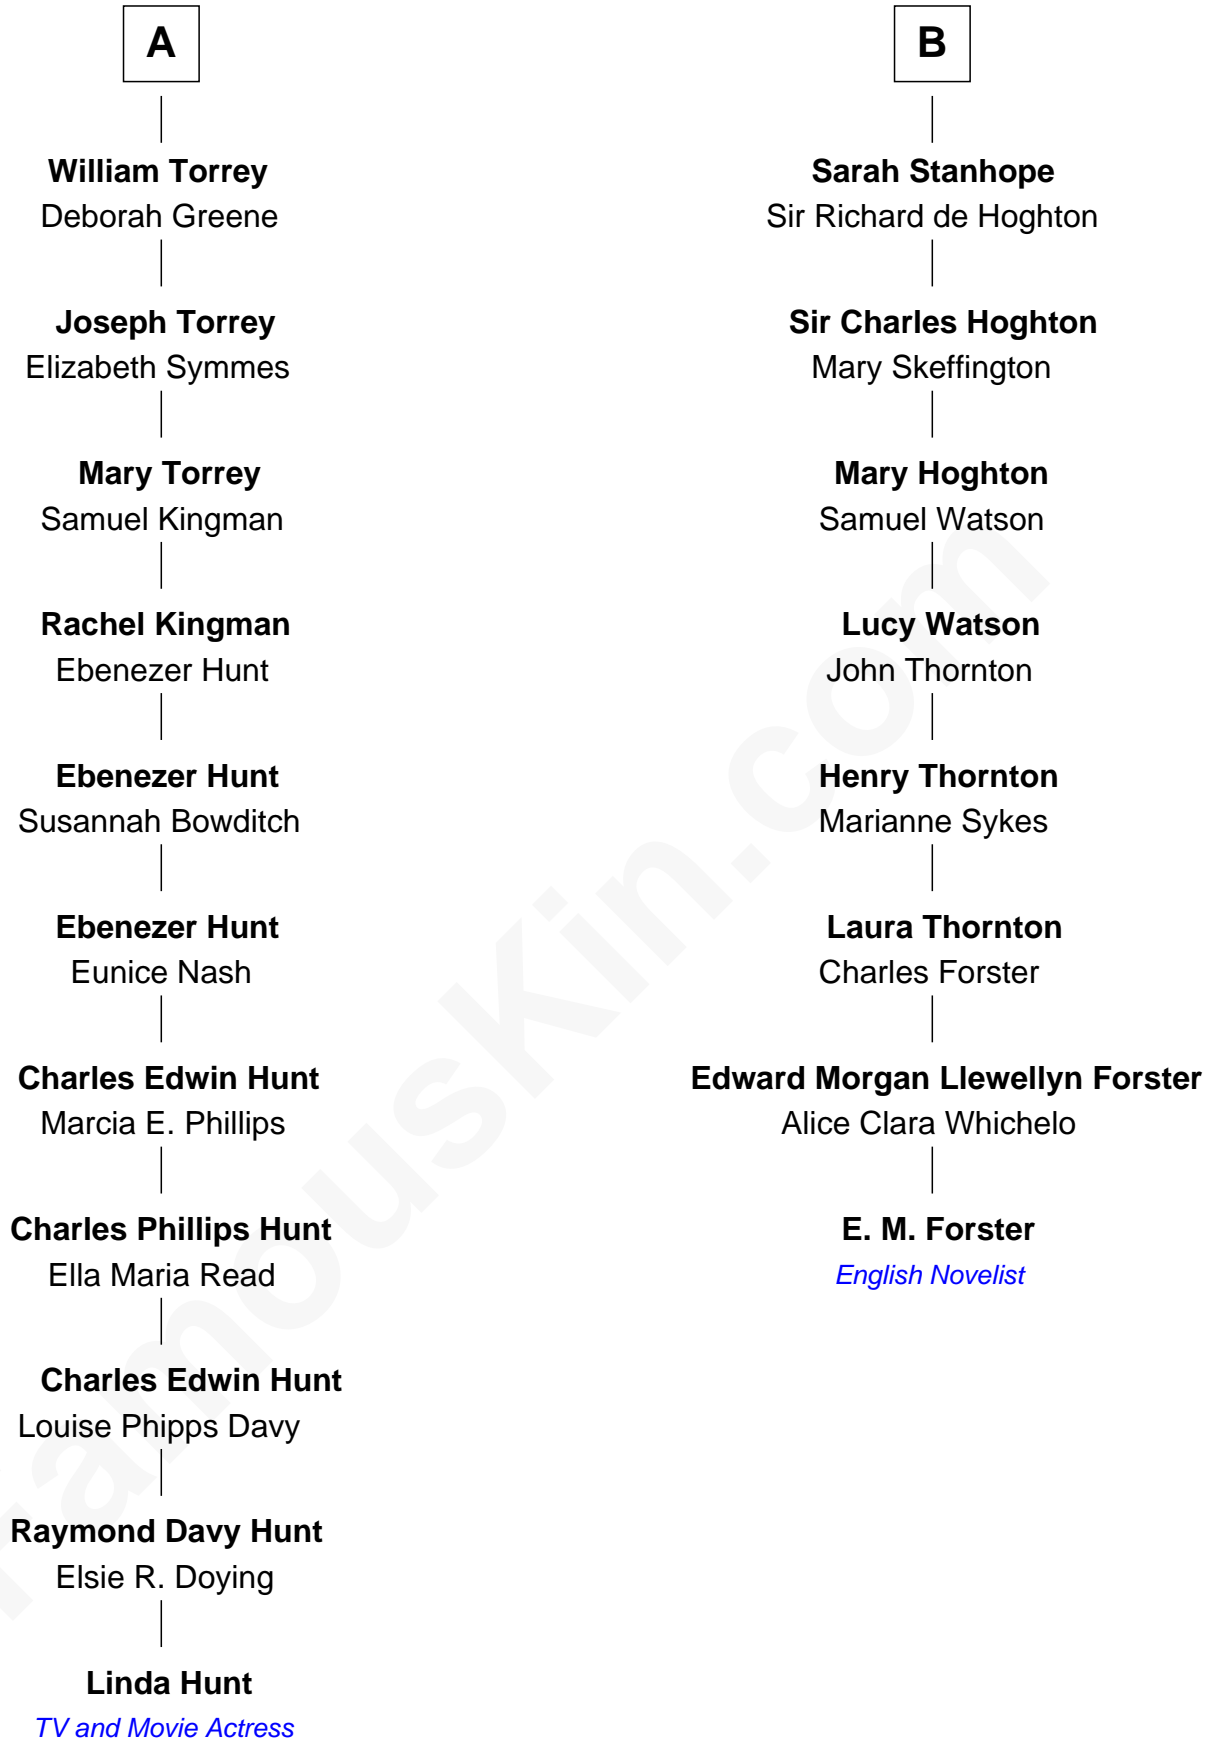 A
William Torrey
Deborah Greene
Joseph Torrey
Elizabeth Symmes
Mary Torrey
Samuel Kingman
Rachel Kingman
Ebenezer Hunt
Ebenezer Hunt
Susannah Bowditch
Ebenezer Hunt
Eunice Nash
Charles Edwin Hunt
Marcia E. Phillips
Charles Phillips Hunt
Ella Maria Read
Charles Edwin Hunt
Louise Phipps Davy
Raymond Davy Hunt
Elsie R. Doying
Linda Hunt
TV and Movie Actress
B
Sarah Stanhope
Sir Richard de Hoghton
Sir Charles Hoghton
Mary Skeffington
Mary Hoghton
Samuel Watson
Lucy Watson
John Thornton
Henry Thornton
Marianne Sykes
Laura Thornton
Charles Forster
Edward Morgan Llewellyn Forster
Alice Clara Whichelo
E. M. Forster
English Novelist
FamousKin.com